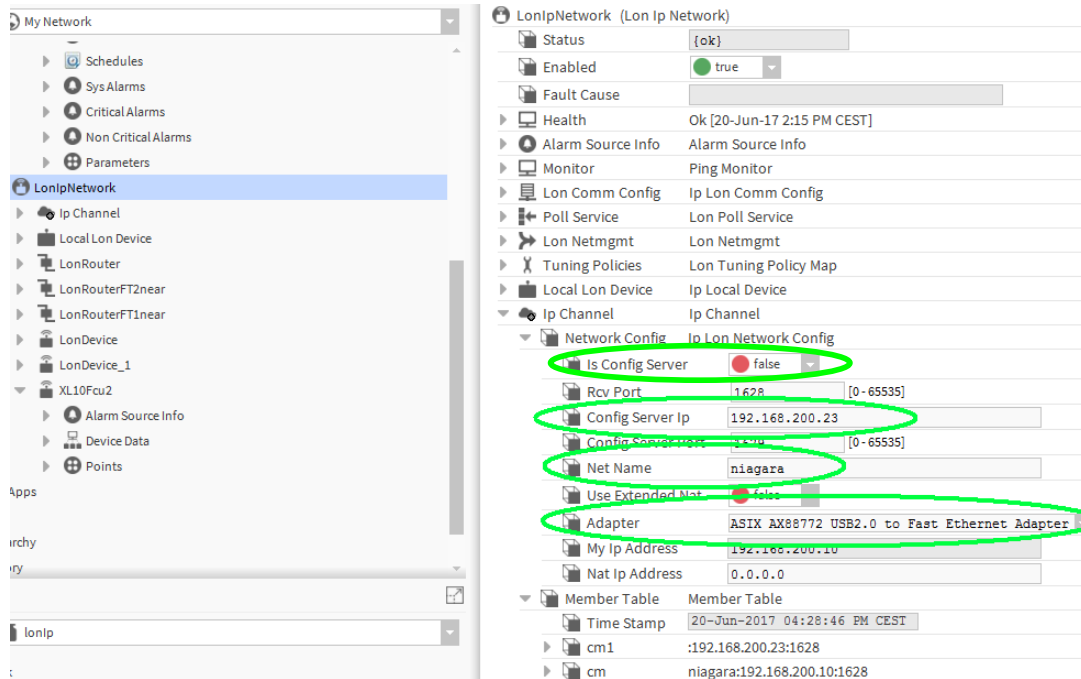 My Network
Schedules
Sys Alarms
Critical Alarms
Non Critical Alarms
Parameters
LonIpNetwork
Ip Channel
Local Lon Device
LonRouter
LonRouterFT2near
LonRouterFT1near
LonDevice
LonDevice_1
XL10Fcu2
Alarm Source Info
Device Data
Points
Apps
lonIp
LonIpNetwork (Lon Ip Network)
Status {ok}
Enabled true
Fault Cause
Health Ok [20-Jun-17 2:15 PM CEST]
Alarm Source Info Alarm Source Info
Monitor Ping Monitor
Lon Comm Config Ip Lon Comm Config
Poll Service Lon Poll Service
Lon Netmgmt Lon Netmgmt
Tuning Policies Lon Tuning Policy Map
Local Lon Device Ip Local Device
Ip Channel Ip Channel
Network Config Ip Lon Network Config
Is Config Server false
Rcv Port 1628 [0-65535]
Config Server Ip 192.168.200.23
Config Server Port 1629 [0-65535]
Net Name niagara
Use Extended Nat false
Adapter ASIX AX88772 USB2.0 to Fast Ethernet Adapter
My Ip Address 192.168.200.10
Nat Ip Address 0.0.0.0
Member Table Member Table
Time Stamp 20-Jun-2017 04:28:46 PM CEST
cm1 :192.168.200.23:1628
cm niagara:192.168.200.10:1628